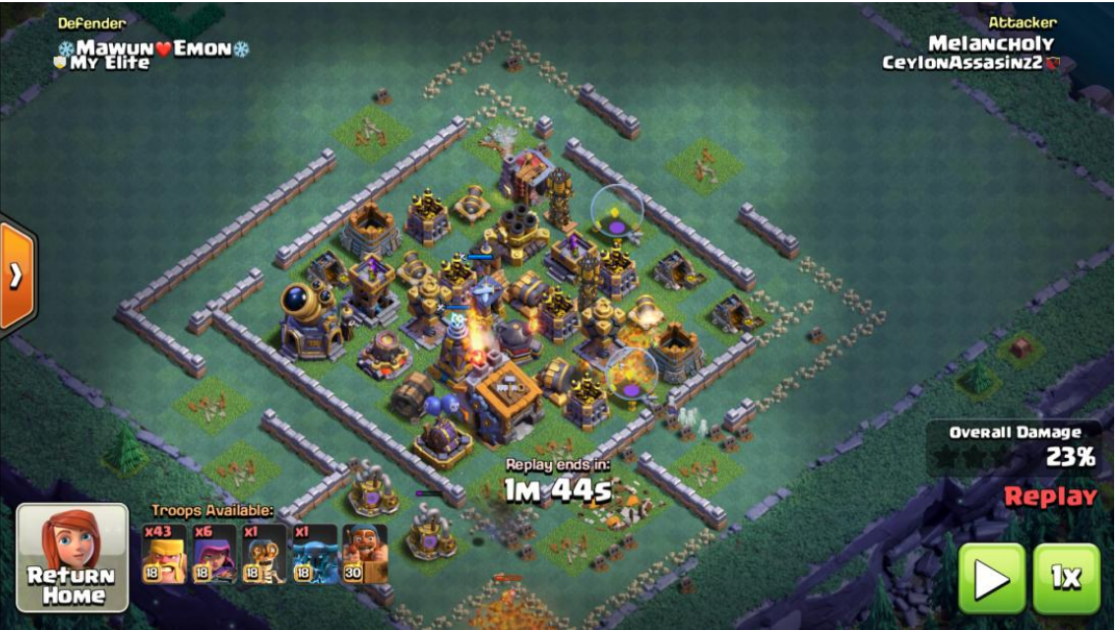 Defender
Mawun❤Emon
My Elite
Attacker
Melancholy
CeylonAssasinz2
Overall Damage
23%
Replay
Replay ends in:
1m 44s
Troops Available:
x43
x6
x1
x1
18
18
18
18
30
Return
Home
1x